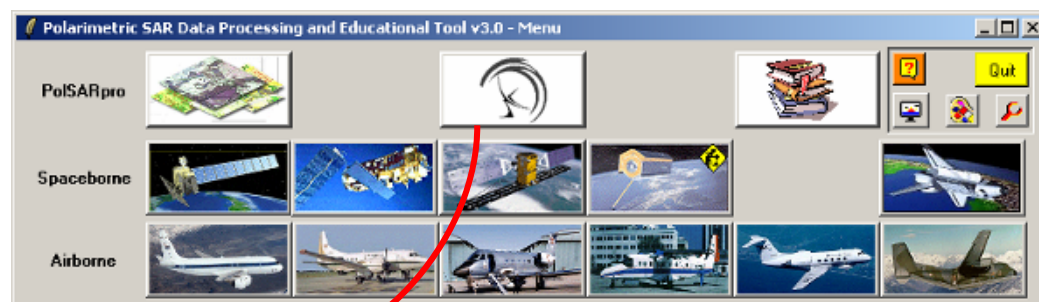 Polarimetric SAR Data Processing and Educational Tool v3.0 - Menu
PolSARpro
?
Quit
Spaceborne
Airborne